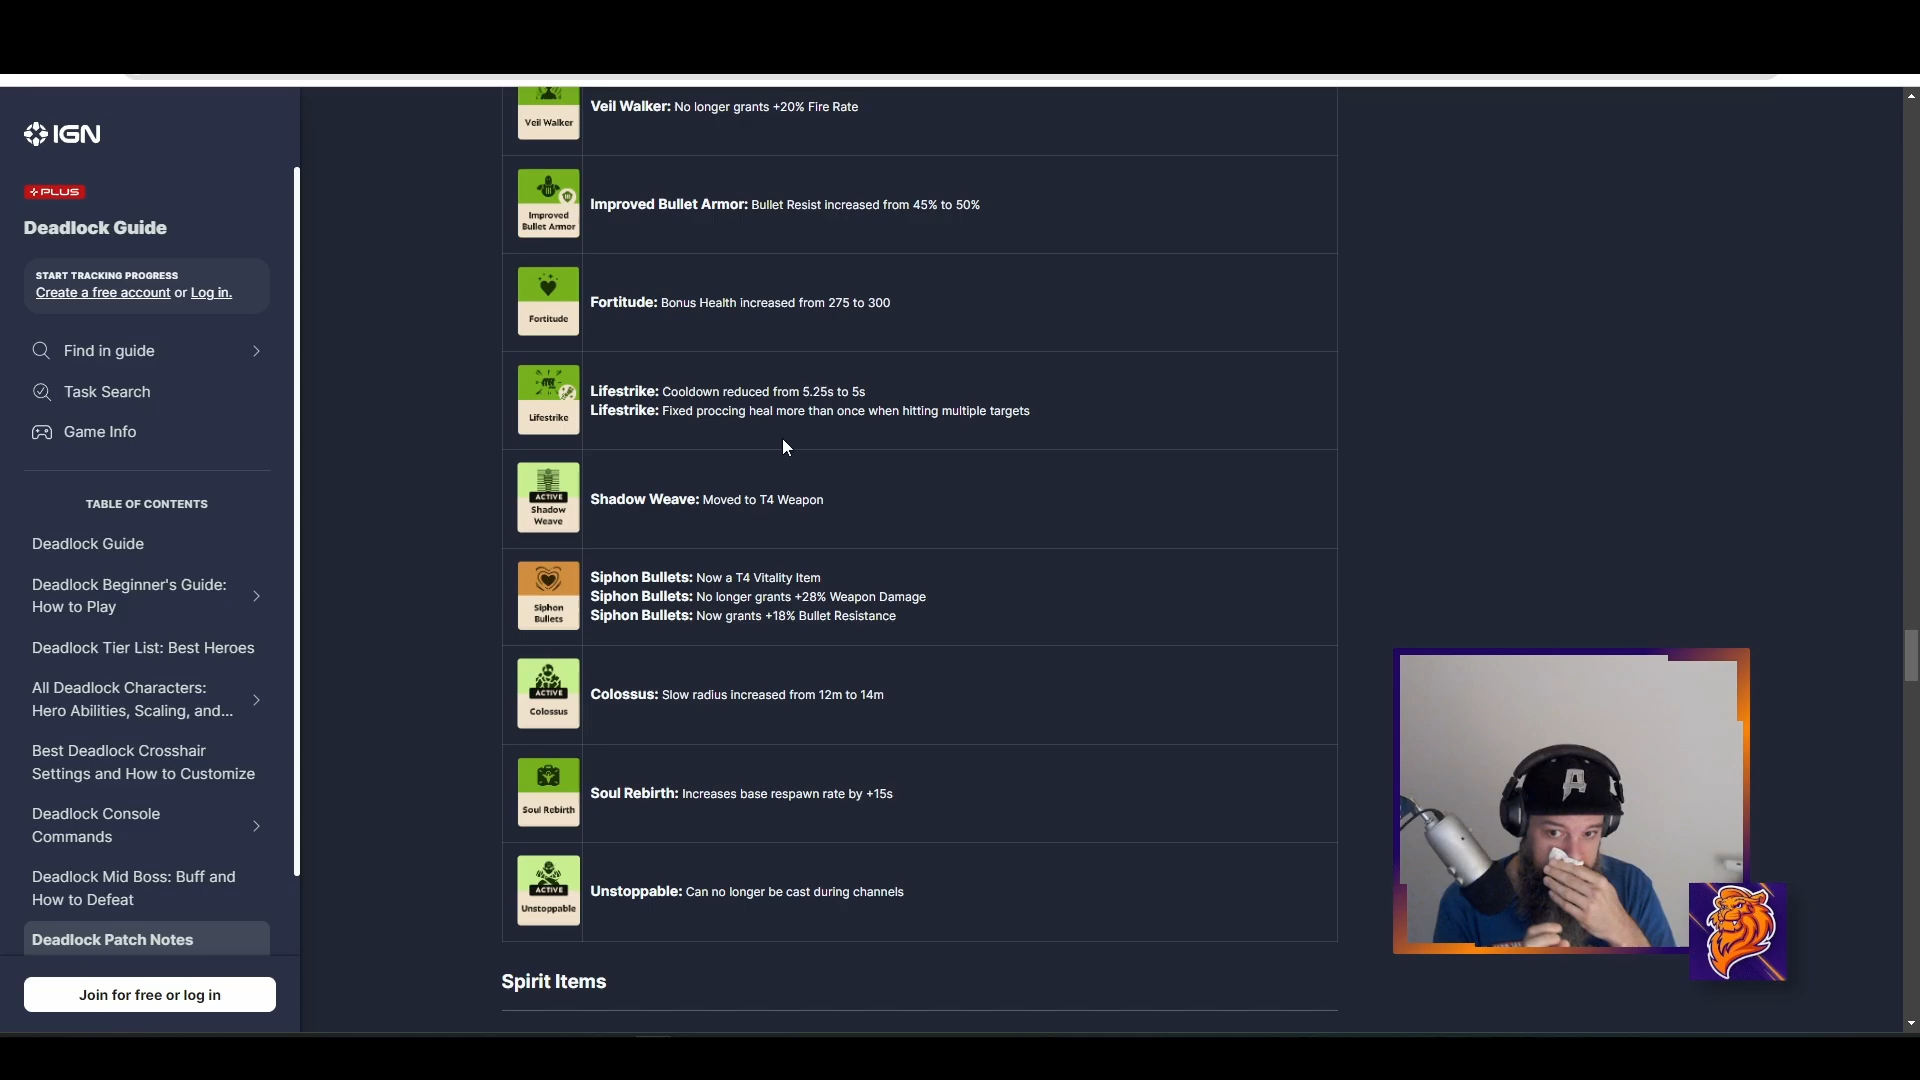 Veil Walker
Veil Walker: No longer grants +20% Fire Rate
IGN
PLUS
Deadlock Guide
START TRACKING PROGRESS
Create a free account or Log in.
Find in guide
Task Search
Game Info
TABLE OF CONTENTS
Deadlock Guide
Deadlock Beginner's Guide:
How to Play
Deadlock Tier List: Best Heroes
All Deadlock Characters:
Hero Abilities, Scaling, and...
Best Deadlock Crosshair
Settings and How to Customize
Deadlock Console
Commands
Deadlock Mid Boss: Buff and
How to Defeat
Deadlock Patch Notes
Join for free or log in
Improved
Bullet Armor
Improved Bullet Armor: Bullet Resist increased from 45% to 50%
Fortitude
Fortitude: Bonus Health increased from 275 to 300
Lifestrike
Lifestrike: Cooldown reduced from 5.25s to 5s
Lifestrike: Fixed proccing heal more than once when hitting multiple targets
ACTIVE
Shadow
Weave
Shadow Weave: Moved to T4 Weapon
Siphon
Bullets
Siphon Bullets: Now a T4 Vitality Item
Siphon Bullets: No longer grants +28% Weapon Damage
Siphon Bullets: Now grants +18% Bullet Resistance
ACTIVE
Colossus
Colossus: Slow radius increased from 12m to 14m
Soul Rebirth
Soul Rebirth: Increases base respawn rate by +15s
ACTIVE
Unstoppable
Unstoppable: Can no longer be cast during channels
Spirit Items
A